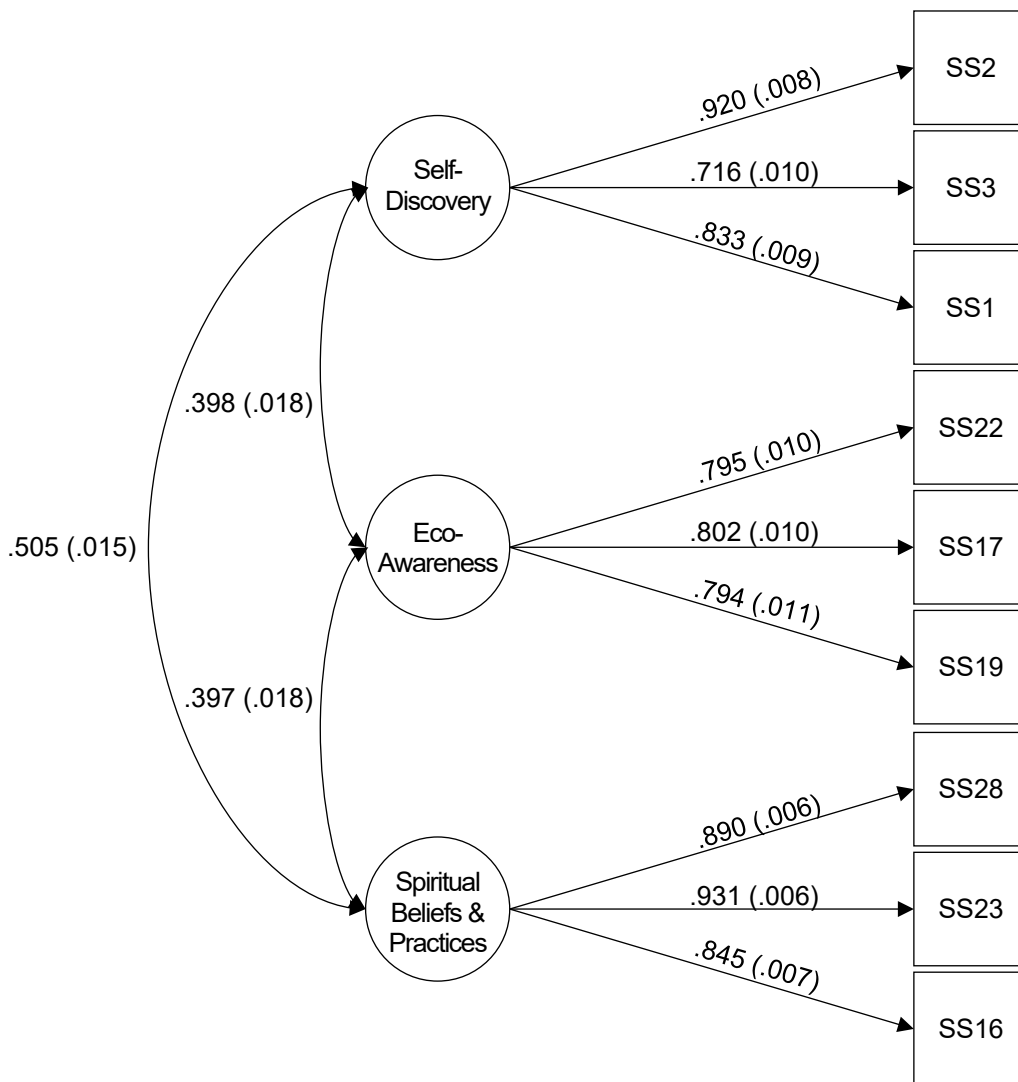 SS2
.920 (.008)
Self-
Discovery
.716 (.010)
SS3
.833 (.009)
SS1
.398 (.018)
SS22
.795 (.010)
.505 (.015)
Eco-
Awareness
.802 (.010)
SS17
.794 (.011)
SS19
.397 (.018)
SS28
.890 (.006)
Spiritual
Beliefs &
Practices
.931 (.006)
SS23
.845 (.007)
SS16